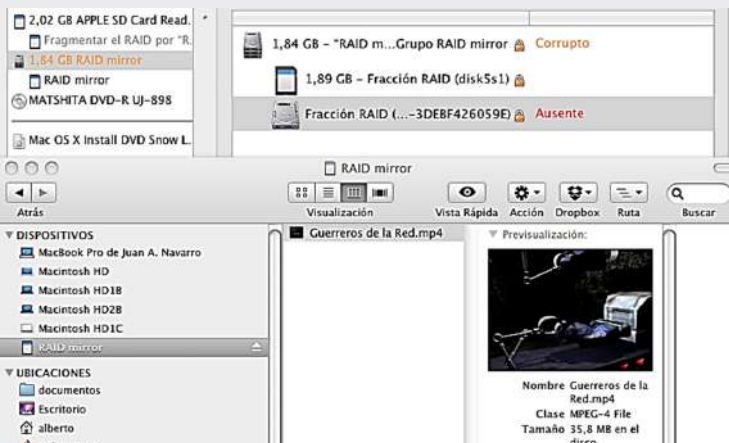 2,02 GB APPLE SD Card Read.
Fragmentar el RAID por "R.
1,84 GB RAID mirror
RAID mirror
MATSHITA DVD-R UJ-898
Mac OS X Install DVD Snow L.
1,84 GB - "RAID m...Grupo RAID mirror Corrupto
1,89 GB - Fracción RAID (disk5s1)
Fracción RAID (...-3DEBF426059E) Ausente
RAID mirror
Atrás Visualización Vista Rápida Acción Dropbox Ruta Buscar
DISPOSITIVOS
MacBook Pro de Juan A. Navarro
Macintosh HD
Macintosh HD1B
Macintosh HD2B
Macintosh HD1C
RAID mirror
UBICACIONES
documentos
Escritorio
alberto
Guerreros de la Red.mp4
Previsualización:
Nombre Guerreros de la
Red.mp4
Clase MPEG-4 File
Tamaño 35,8 MB en el
disco